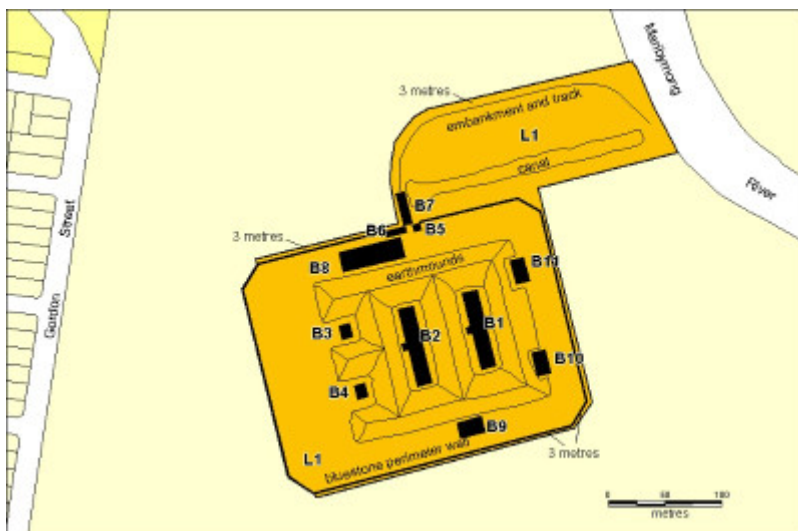 Maribyrnong
River
3 metres
embankment and track
L1
canal
B7
B6
B5
3 metres
B8
earthmounds
B11
B3
B2
B1
B4
B10
B9
L1
bluestone perimeter wall
3 metres
Gordon
Street
0 50 100
metres